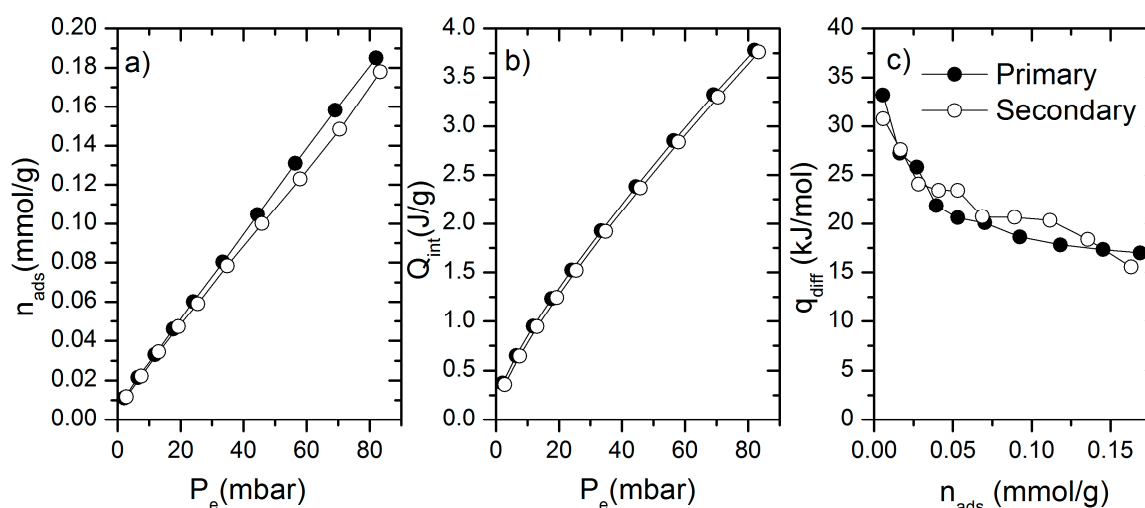 a)
0.20
0.18
0.16
0.14
0.12
0.10
0.08
0.06
0.04
0.02
0.00
n_ads(mmol/g)
0 20 40 60 80
P_e(mbar)
b)
4.0
3.5
3.0
2.5
2.0
1.5
1.0
0.5
0.0
Q_int(J/g)
0 20 40 60 80
P_e(mbar)
c)
Primary
Secondary
40
35
30
25
20
15
10
5
0
q_diff (kJ/mol)
0.00 0.05 0.10 0.15
n_ads (mmol/g)